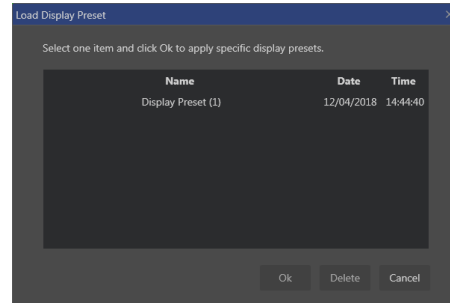 Load Display Preset
Select one item and click Ok to apply specific display presets.
Name Date Time
Display Preset (1) 12/04/2018 14:44:40
Ok Delete Cancel